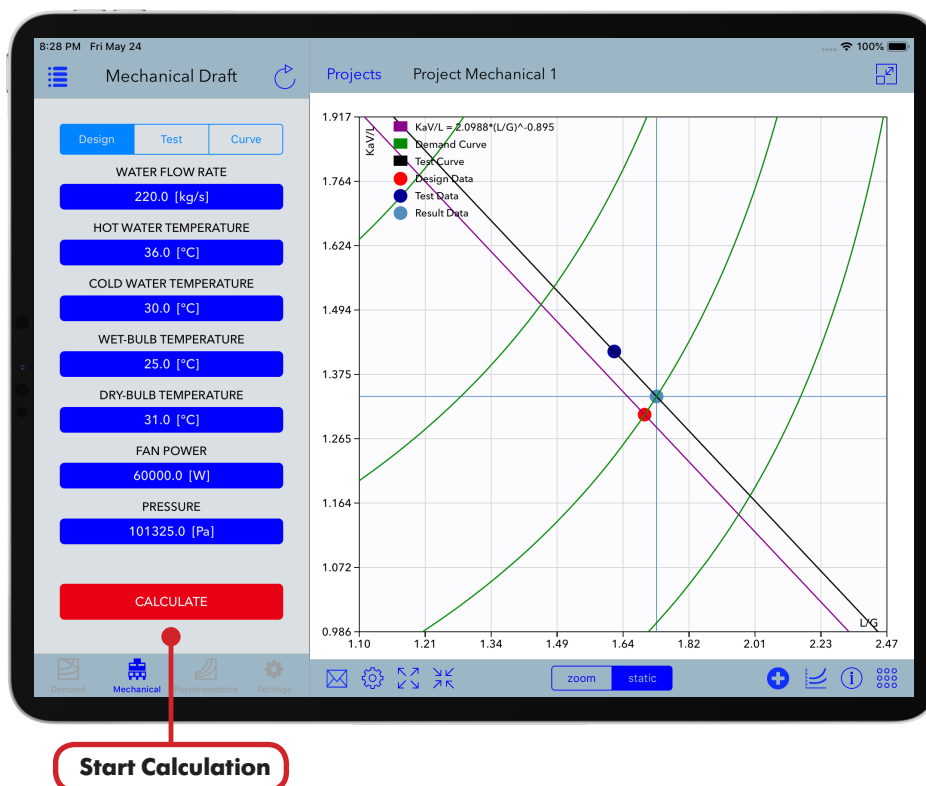 8:28 PM Fri May 24
100%
Mechanical Draft
Projects
Project Mechanical 1
Design
Test
Curve
WATER FLOW RATE
220.0 [kg/s]
HOT WATER TEMPERATURE
36.0 [°C]
COLD WATER TEMPERATURE
30.0 [°C]
WET-BULB TEMPERATURE
25.0 [°C]
DRY-BULB TEMPERATURE
31.0 [°C]
FAN POWER
60000.0 [W]
PRESSURE
101325.0 [Pa]
CALCULATE
Demand
Mechanical
Psychrometrics
Settings
KaV/L
KaV/L = 2.0988*(L/G)^-0.895
Demand Curve
Test Curve
Design Data
Test Data
Result Data
1.917
1.764
1.624
1.494
1.375
1.265
1.164
1.072
0.986
L/G
1.10
1.21
1.34
1.49
1.64
1.82
2.01
2.23
2.47
zoom
static
Start Calculation